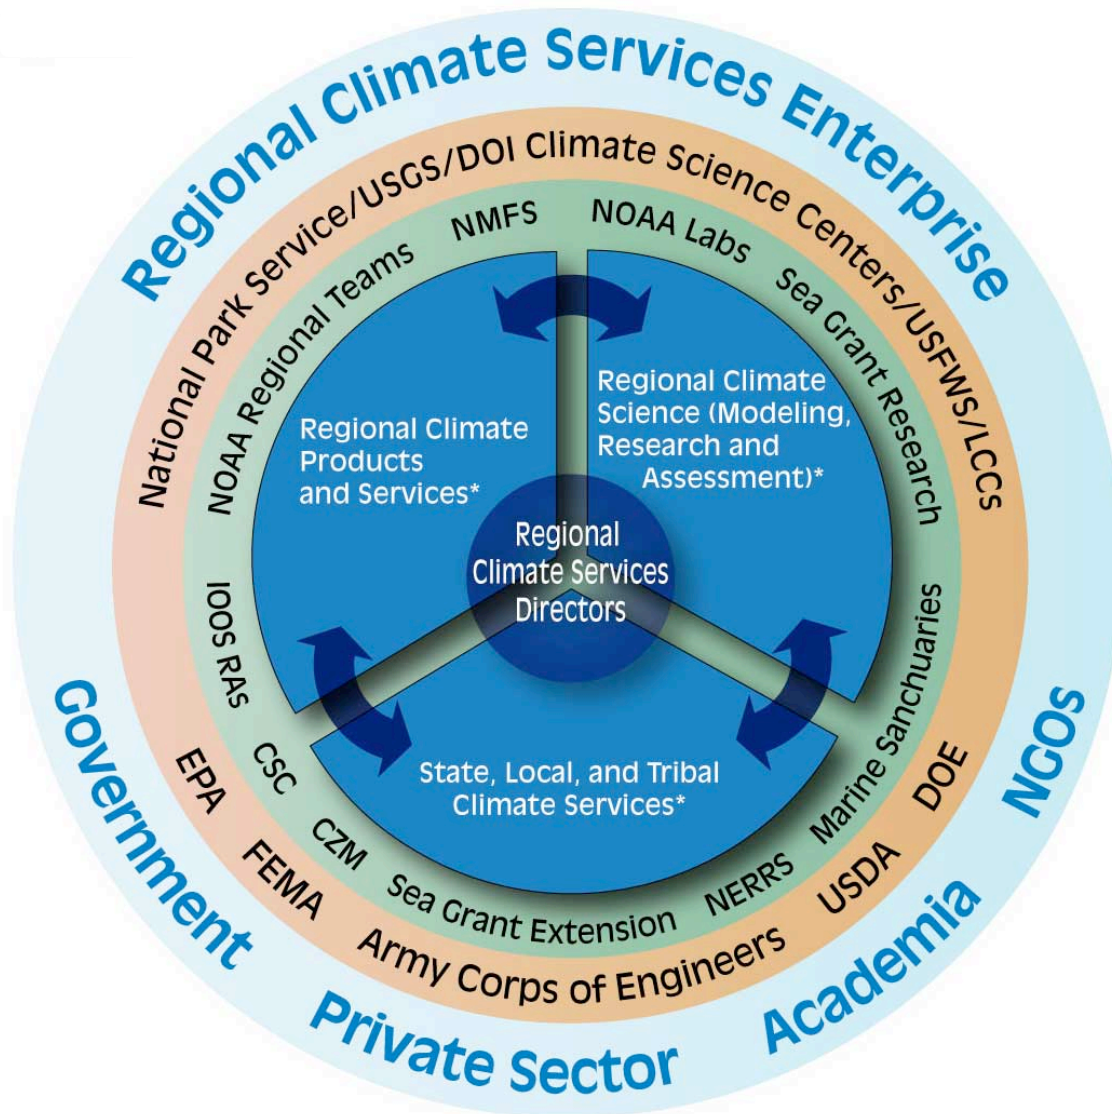 Regional Climate Services Enterprise
National Park Service/USGS/DOI Climate Science Centers/USFWS/LCCs
NOAA Regional Teams
NMFS
NOAA Labs
Sea Grant Research
Regional Climate
Products
and Services*
Regional Climate
Science (Modeling,
Research and
Assessment)*
Regional
Climate Services
Directors
State, Local, and Tribal
Climate Services*
IOOS RAs
CSC
CZM
Sea Grant Extension
NERRS
Marine Sanchuaries
EPA
FEMA
Army Corps of Engineers
USDA
DOE
Government
Private Sector
Academia
NGOs